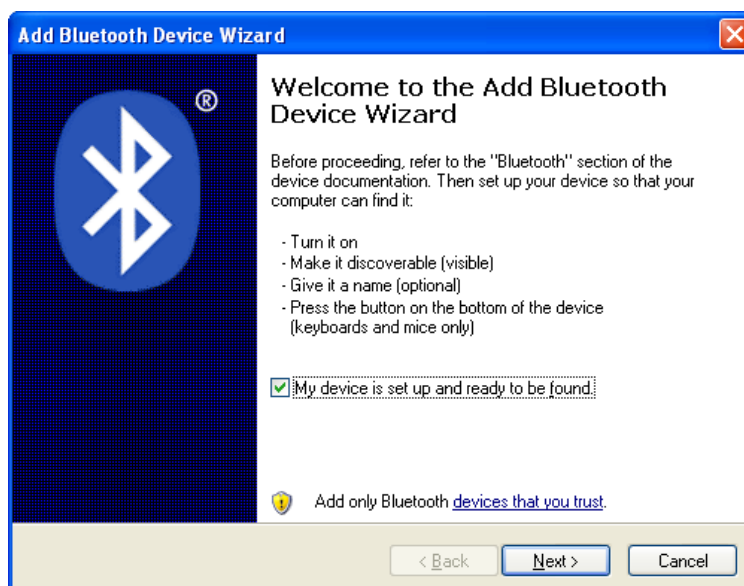 Add Bluetooth Device Wizard
®
Welcome to the Add Bluetooth
Device Wizard
Before proceeding, refer to the "Bluetooth" section of the
device documentation. Then set up your device so that your
computer can find it:
- Turn it on
- Make it discoverable (visible)
- Give it a name (optional)
- Press the button on the bottom of the device
(keyboards and mice only)
My device is set up and ready to be found.
Add only Bluetooth devices that you trust.
< Back
Next >
Cancel